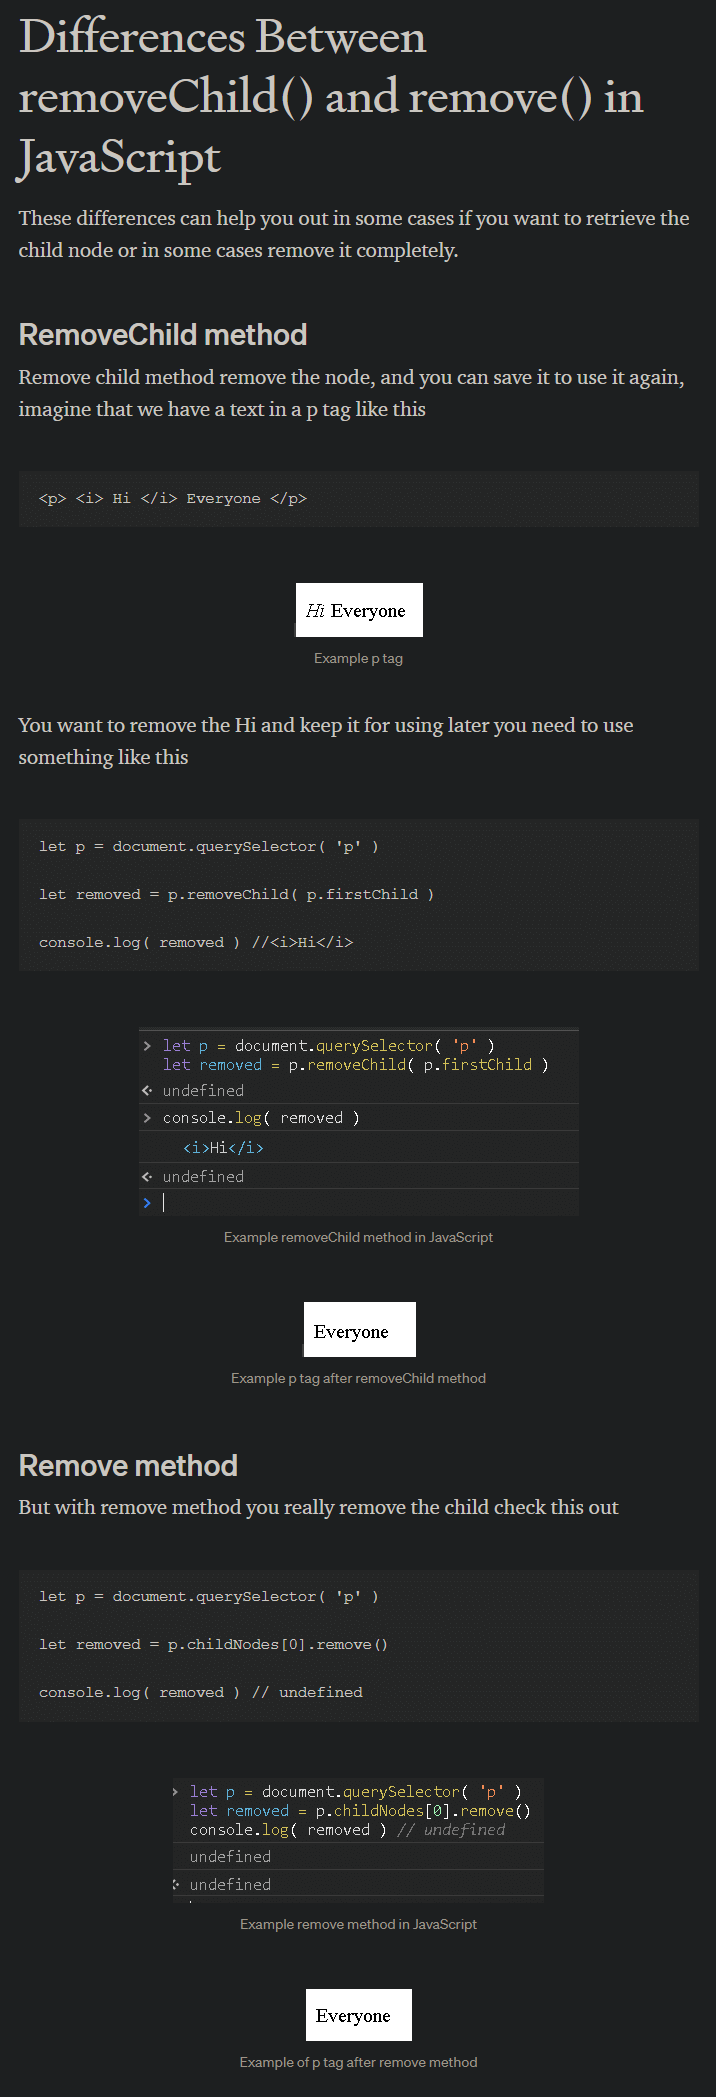 Differences Between
removeChild() and remove() in
JavaScript
These differences can help you out in some cases if you want to retrieve the
child node or in some cases remove it completely.
RemoveChild method
Remove child method remove the node, and you can save it to use it again,
imagine that we have a text in a p tag like this
<p> <i> Hi </i> Everyone </p>
Hi Everyone
Example p tag
You want to remove the Hi and keep it for using later you need to use
something like this
let p = document.querySelector( 'p' )
let removed = p.removeChild( p.firstChild )
console.log( removed ) //<i>Hi</i>
> let p = document.querySelector( 'p' )
let removed = p.removeChild( p.firstChild )
undefined
> console.log( removed )
<i>Hi</i>
undefined
>
Example removeChild method in JavaScript
Everyone
Example p tag after removeChild method
Remove method
But with remove method you really remove the child check this out
let p = document.querySelector( 'p' )
let removed = p.childNodes[0].remove()
console.log( removed ) // undefined
> let p = document.querySelector( 'p' )
let removed = p.childNodes[0].remove()
console.log( removed ) // undefined
undefined
undefined
Example remove method in JavaScript
Everyone
Example of p tag after remove method